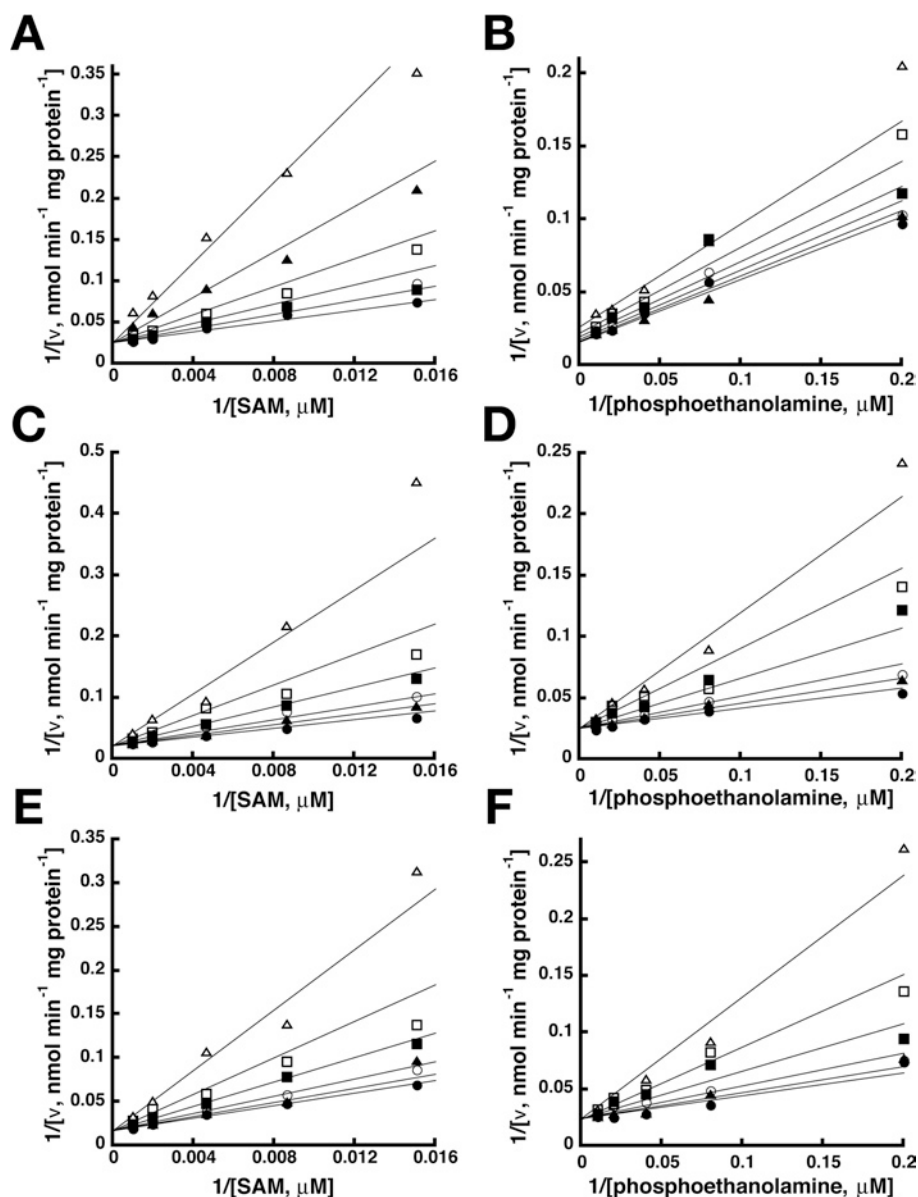 A
0.35
0.3
0.25
0.2
0.15
0.1
0.05
0
1/[v, nmol min⁻¹ mg protein⁻¹]
0 0.004 0.008 0.012 0.016
1/[SAM, μM]
B
0.2
0.15
0.1
0.05
0
1/[v, nmol min⁻¹ mg protein⁻¹]
0 0.05 0.1 0.15 0.2
1/[phosphoethanolamine, μM]
C
0.5
0.4
0.3
0.2
0.1
0
1/[v, nmol min⁻¹ mg protein⁻¹]
0 0.004 0.008 0.012 0.016
1/[SAM, μM]
D
0.25
0.2
0.15
0.1
0.05
0
1/[v, nmol min⁻¹ mg protein⁻¹]
0 0.05 0.1 0.15 0.2
1/[phosphoethanolamine, μM]
E
0.35
0.3
0.25
0.2
0.15
0.1
0.05
0
1/[v, nmol min⁻¹ mg protein⁻¹]
0 0.004 0.008 0.012 0.016
1/[SAM, μM]
F
0.25
0.2
0.15
0.1
0.05
0
1/[v, nmol min⁻¹ mg protein⁻¹]
0 0.05 0.1 0.15 0.2
1/[phosphoethanolamine, μM]